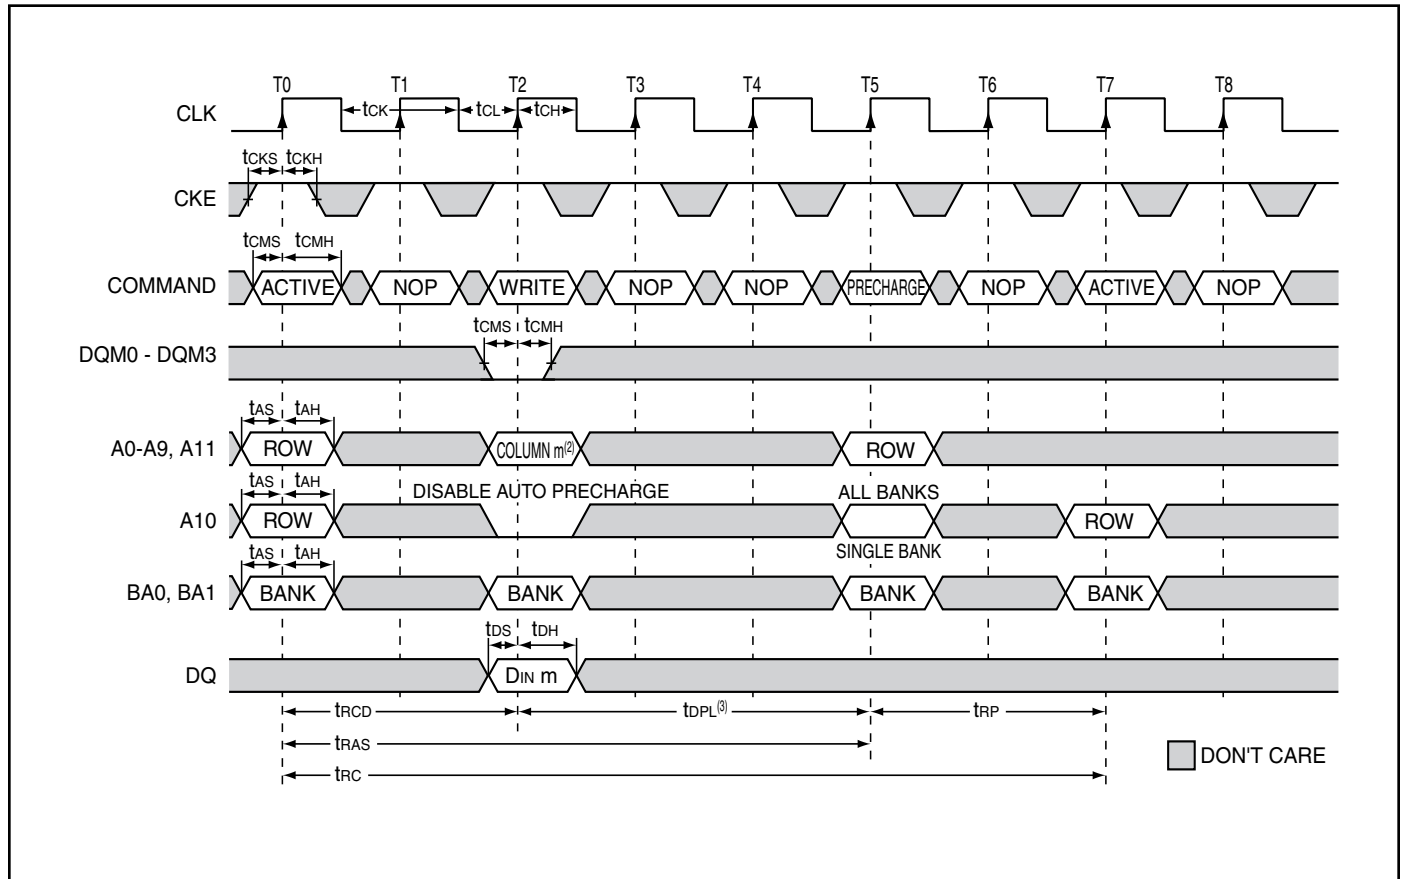 T0 T1 T2 T3 T4 T5 T6 T7 T8
CLK tCK tCL tCH
tCKS tCKH
CKE
tCMS tCMH
COMMAND ACTIVE NOP WRITE NOP NOP PRECHARGE NOP ACTIVE NOP
tCMS tCMH
DQM0 - DQM3
tAS tAH
A0-A9, A11 ROW COLUMN m(2) ROW
tAS tAH DISABLE AUTO PRECHARGE ALL BANKS
A10 ROW ROW
tAS tAH SINGLE BANK
BA0, BA1 BANK BANK BANK BANK
tDS tDH
DQ DIN m
tRCD tDPL(3) tRP
tRAS
tRC
DON'T CARE